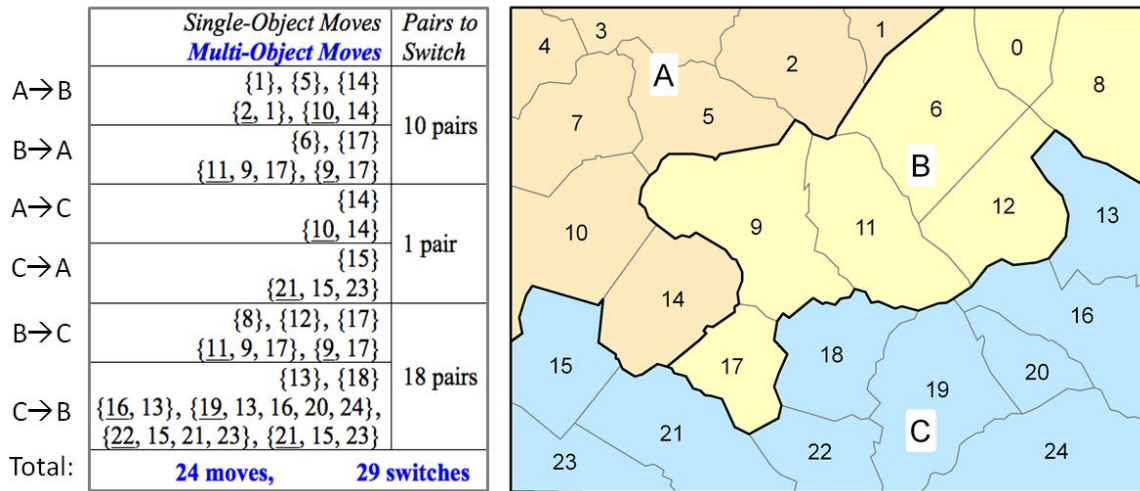 Single-Object Moves Pairs to
Multi-Object Moves Switch
A→B {1}, {5}, {14}
{2, 1}, {10, 14}
10 pairs
B→A {6}, {17}
{11, 9, 17}, {9, 17}
A→C {14}
{10, 14}
1 pair
C→A {15}
{21, 15, 23}
B→C {8}, {12}, {17}
{11, 9, 17}, {9, 17}
18 pairs
C→B {13}, {18}
{16, 13}, {19, 13, 16, 20, 24},
{22, 15, 21, 23}, {21, 15, 23}
Total: 24 moves, 29 switches
1
3
4
0
2
8
A
5
6
7
B
12
13
9
11
10
14
16
15
17
18
20
19
21
C
22
24
23